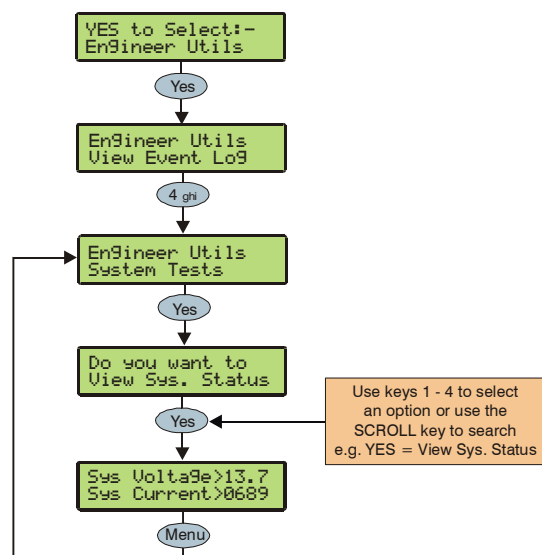 YES to Select:-
Engineer Utils
Yes
Engineer Utils
View Event Log
4 ghi
Engineer Utils
System Tests
Yes
Do you want to
View Sys. Status
Use keys 1 - 4 to select
an option or use the
SCROLL key to search
e.g. YES = View Sys. Status
Yes
Sys Voltage>13.7
Sys Current>0689
Menu